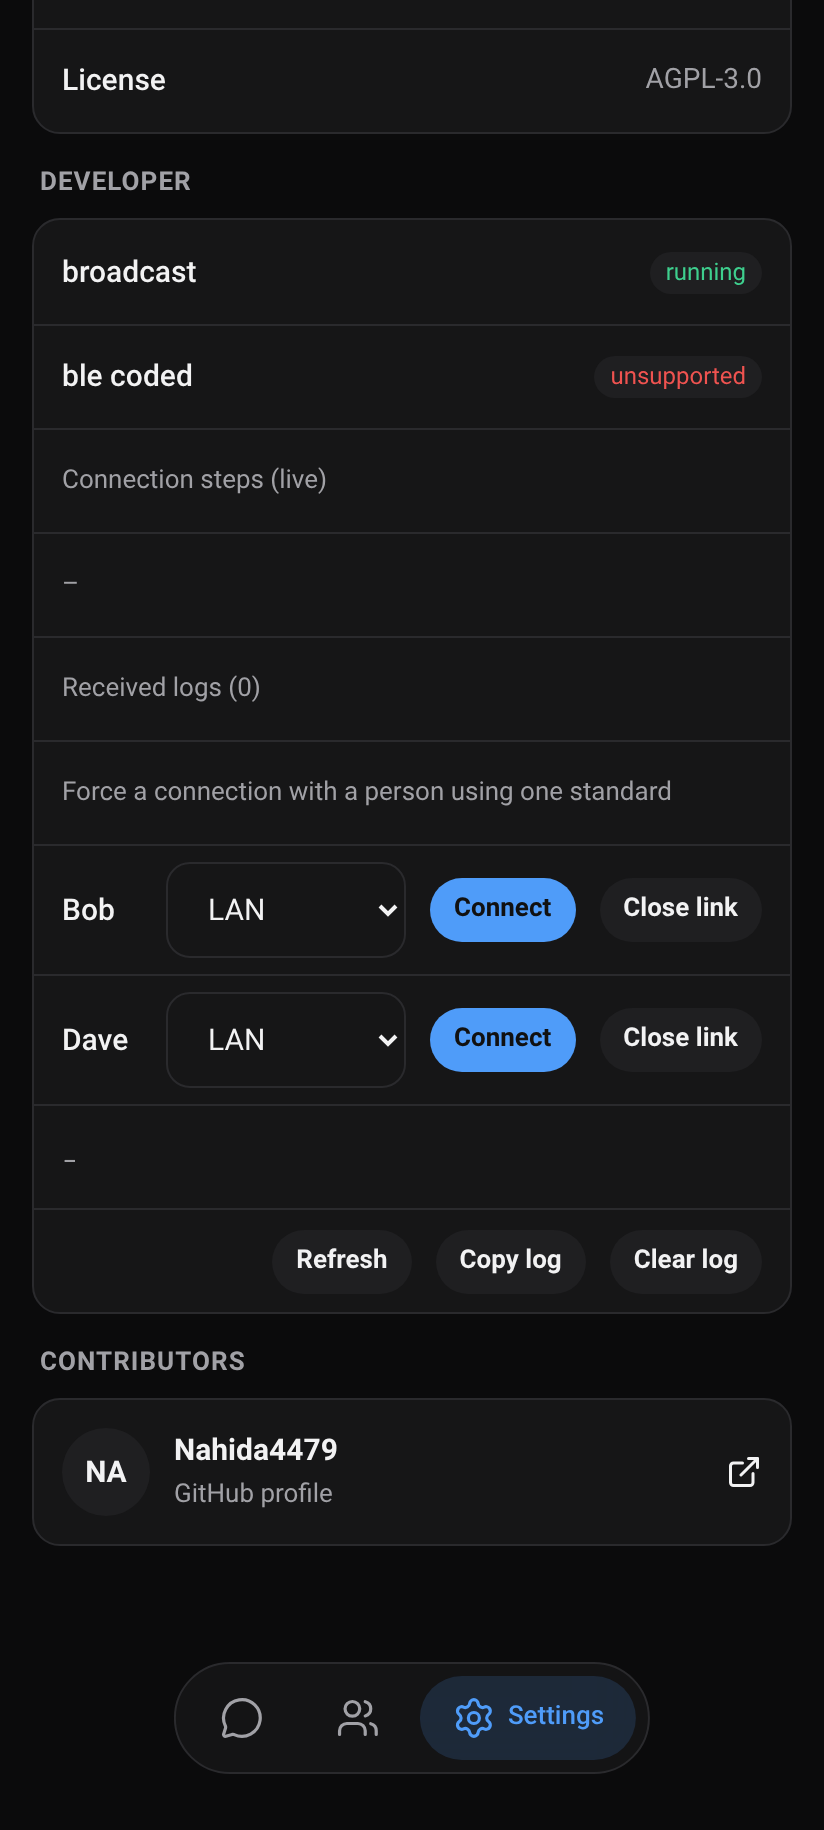 License
AGPL-3.0
DEVELOPER
broadcast
running
ble coded
unsupported
Connection steps (live)
–
Received logs (0)
Force a connection with a person using one standard
Bob
LAN
Connect
Close link
Dave
LAN
Connect
Close link
–
Refresh
Copy log
Clear log
CONTRIBUTORS
NA
Nahida4479
GitHub profile
Settings